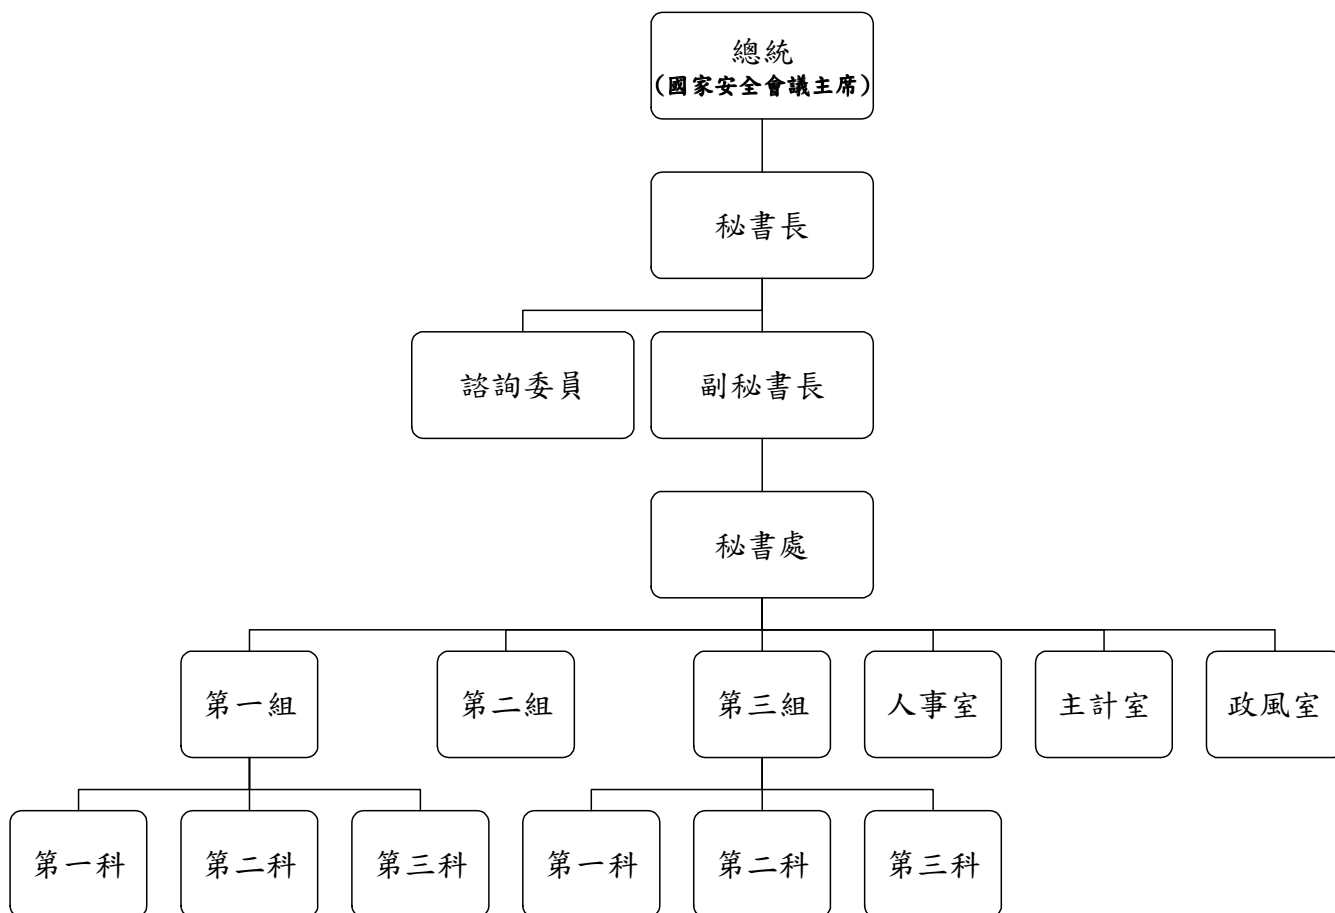 總統
(國家安全會議主席)
秘書長
諮詢委員
副秘書長
秘書處
第一組
第二組
第三組
人事室
主計室
政風室
第一科
第二科
第三科
第一科
第二科
第三科